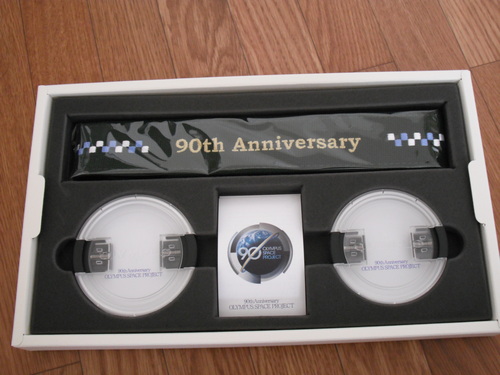 90th Anniversary
90th Anniversary
OLYMPUS SPACE PROJECT
90
OLYMPUS
SPACE
PROJECT
90th Anniversary
OLYMPUS SPACE PROJECT
90th Anniversary
OLYMPUS SPACE PROJECT